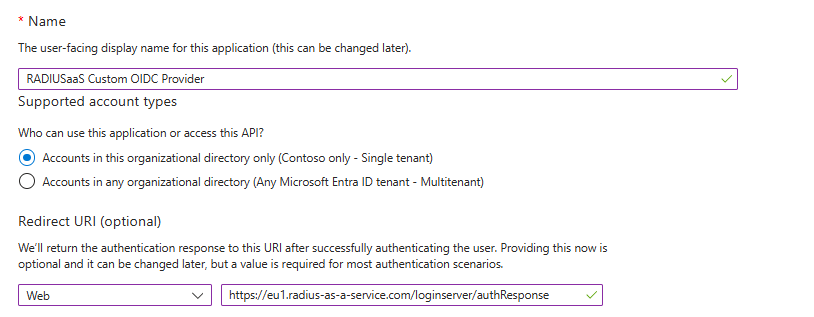 * Name
The user-facing display name for this application (this can be changed later).
RADIUSaaS Custom OIDC Provider
Supported account types
Who can use this application or access this API?
Accounts in this organizational directory only (Contoso only - Single tenant)
Accounts in any organizational directory (Any Microsoft Entra ID tenant - Multitenant)
Redirect URI (optional)
We'll return the authentication response to this URI after successfully authenticating the user. Providing this now is
optional and it can be changed later, but a value is required for most authentication scenarios.
Web https://eu1.radius-as-a-service.com/loginserver/authResponse